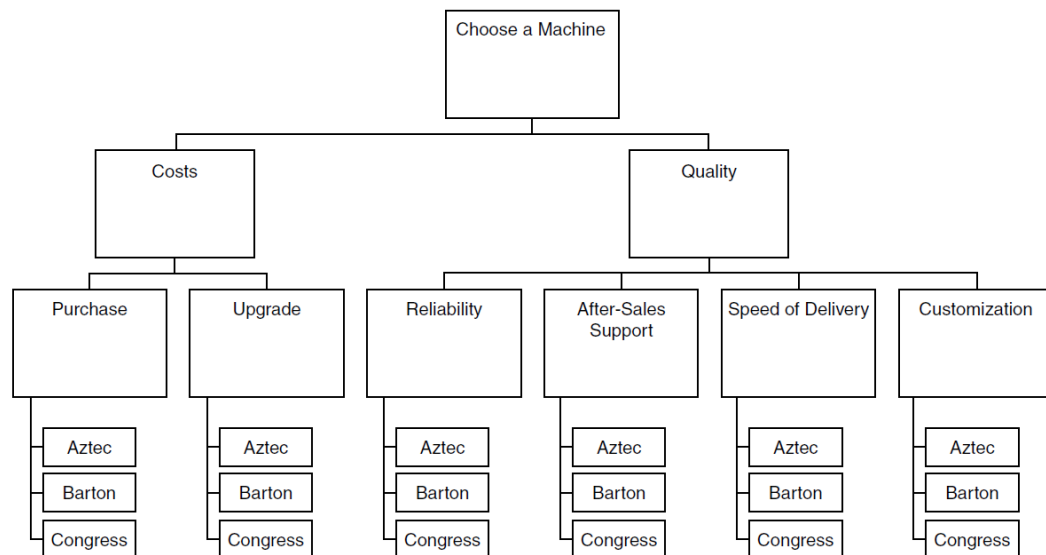 Choose a Machine
Costs
Quality
Purchase
Upgrade
Reliability
After-Sales
Support
Speed of Delivery
Customization
Aztec
Barton
Congress
Aztec
Barton
Congress
Aztec
Barton
Congress
Aztec
Barton
Congress
Aztec
Barton
Congress
Aztec
Barton
Congress